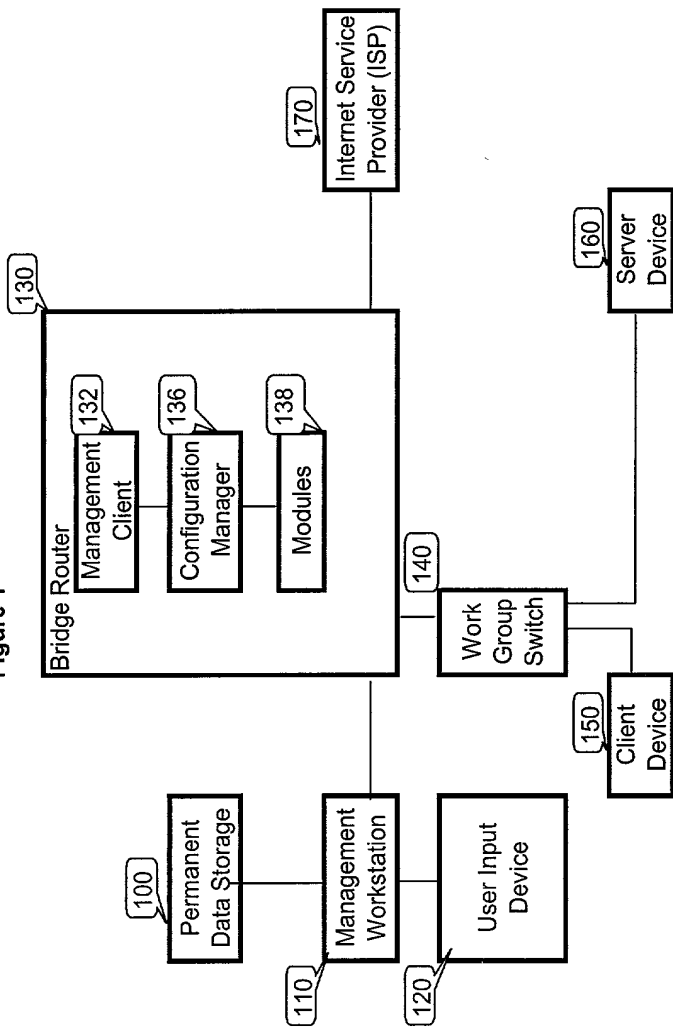 Figure 1
Bridge Router
130
Management
Client
132
Configuration
Manager
136
Modules
138
100
Permanent
Data Storage
110
Management
Workstation
120
User Input
Device
170
Internet Service
Provider (ISP)
140
Work
Group
Switch
150
Client
Device
160
Server
Device